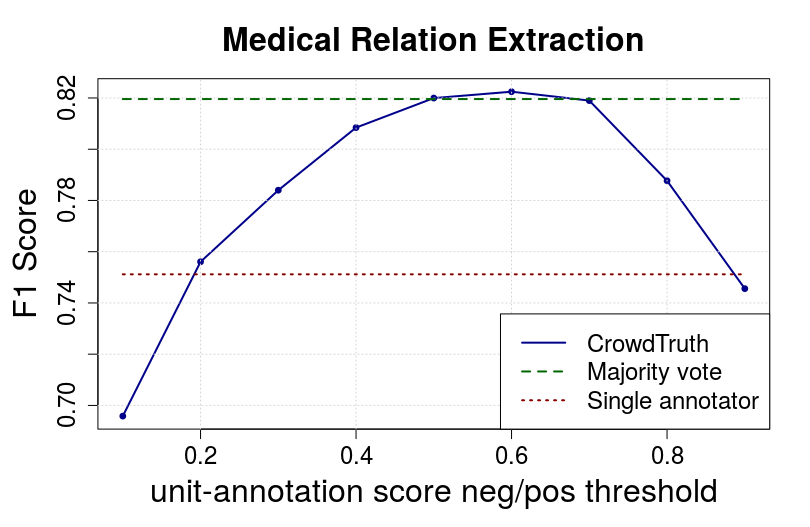 Medical Relation Extraction
F1 Score
0.82
0.78
0.74
0.70
CrowdTruth
Majority vote
Single annotator
0.2 0.4 0.6 0.8
unit-annotation score neg/pos threshold